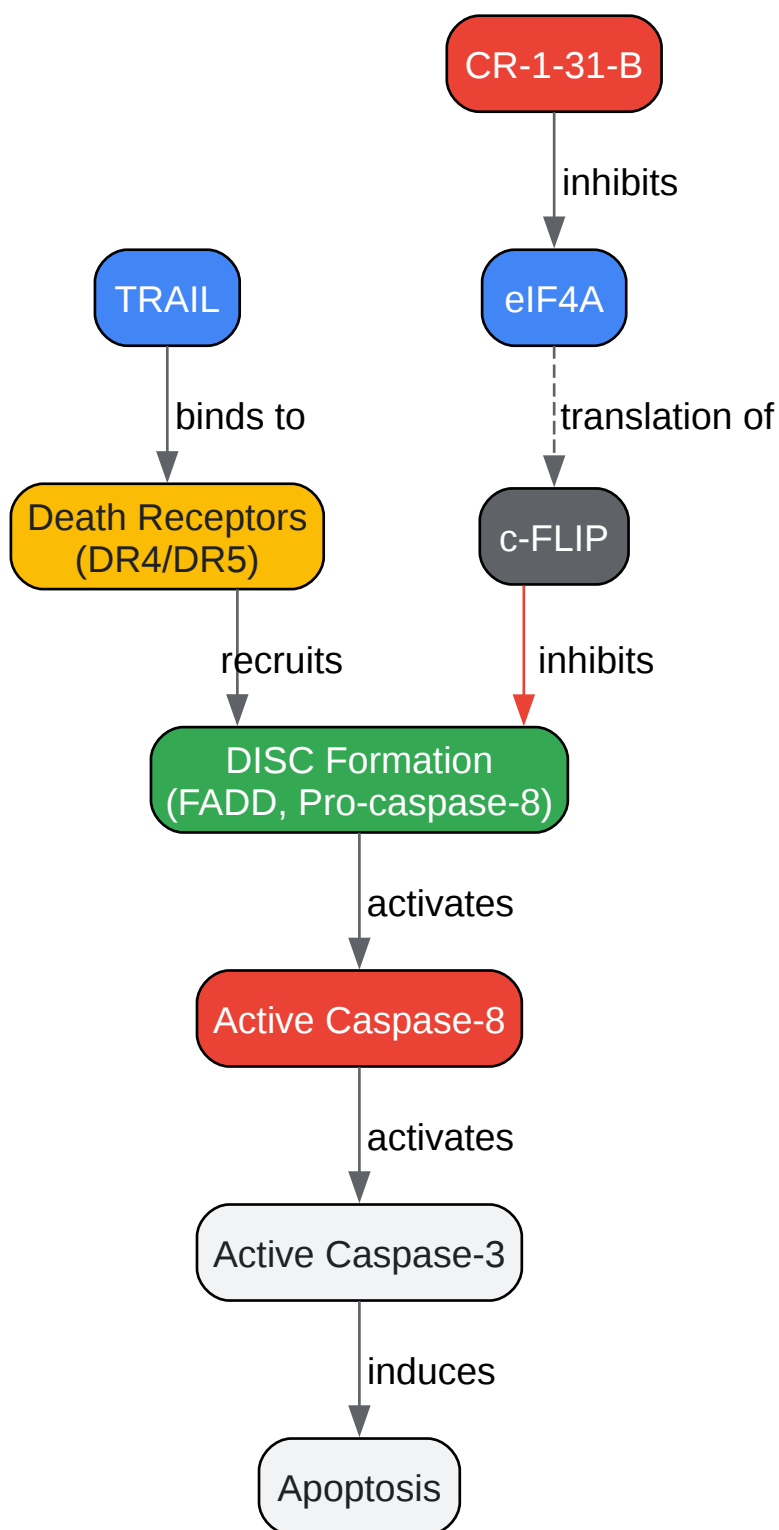 CR-1-31-B
inhibits
TRAIL
eIF4A
binds to
translation of
Death Receptors
(DR4/DR5)
c-FLIP
recruits
inhibits
DISC Formation
(FADD, Pro-caspase-8)
activates
Active Caspase-8
activates
Active Caspase-3
induces
Apoptosis